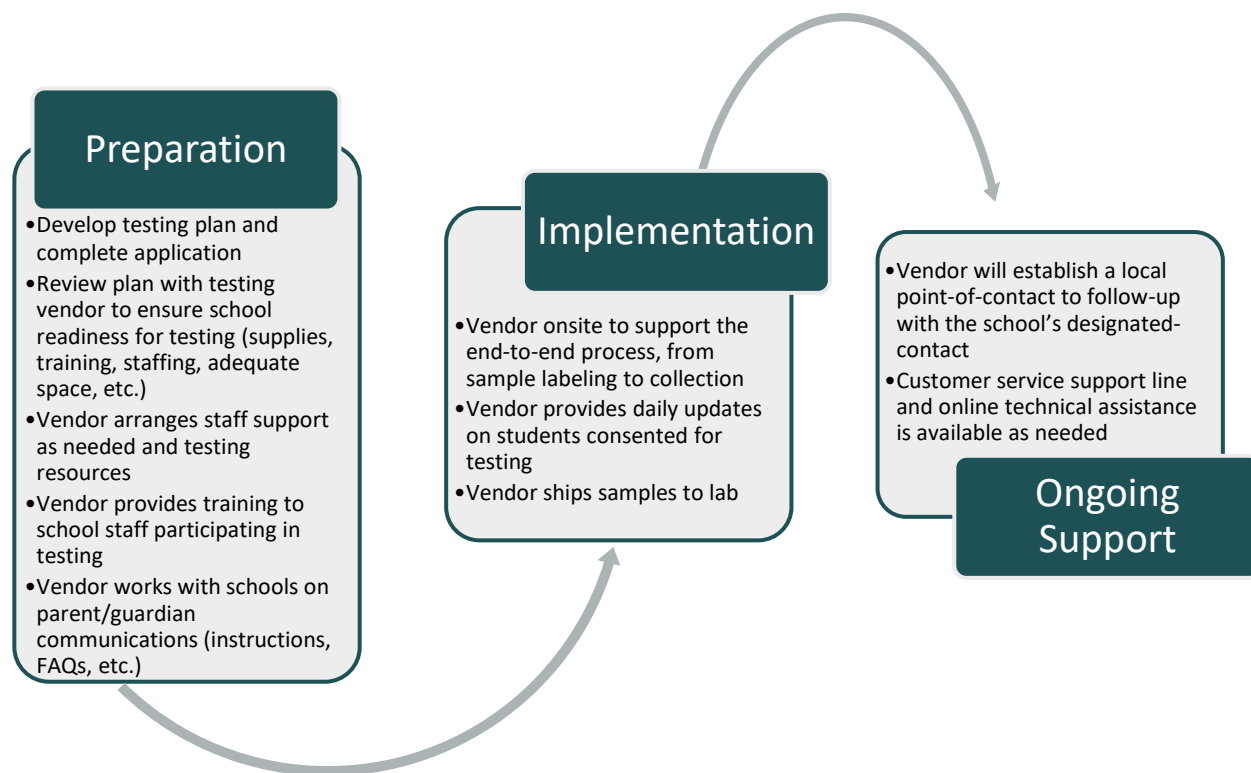 Preparation
•Develop testing plan and
complete application
•Review plan with testing
vendor to ensure school
readiness for testing (supplies,
training, staffing, adequate
space, etc.)
•Vendor arranges staff support
as needed and testing
resources
•Vendor provides training to
school staff participating in
testing
•Vendor works with schools on
parent/guardian
communications (instructions,
FAQs, etc.)
Implementation
•Vendor onsite to support the
end-to-end process, from
sample labeling to collection
•Vendor provides daily updates
on students consented for
testing
•Vendor ships samples to lab
•Vendor will establish a local
point-of-contact to follow-up
with the school's designated-
contact
•Customer service support line
and online technical assistance
is available as needed
Ongoing
Support